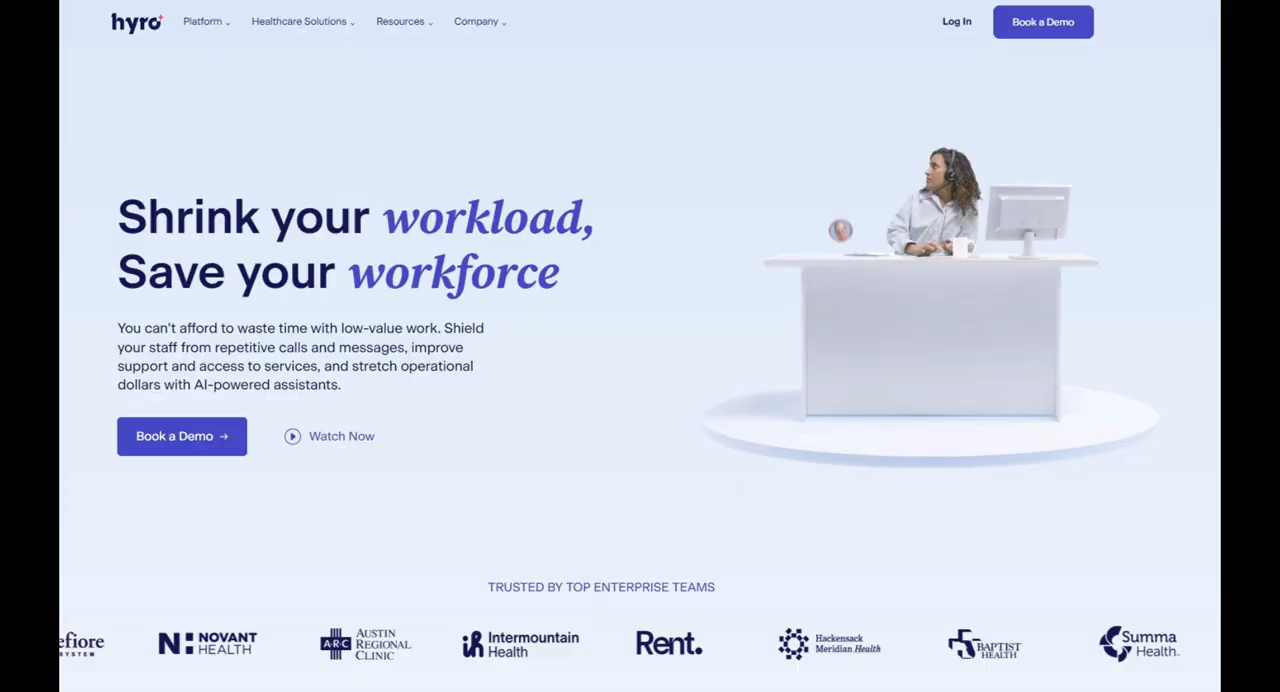 hyro
Platform
Healthcare Solutions
Resources
Company
Log In
Book a Demo
Shrink your workload,
Save your workforce
You can't afford to waste time with low-value work. Shield
your staff from repetitive calls and messages, improve
support and access to services, and stretch operational
dollars with AI-powered assistants.
Book a Demo →
Watch Now
TRUSTED BY TOP ENTERPRISE TEAMS
efiore
SYSTEM
N
NOVANT
HEALTH
A·R·C
AUSTIN
REGIONAL
CLINIC
Intermountain
Health
Rent.
Hackensack
Meridian Health
BAPTIST
HEALTH
Summa
Health